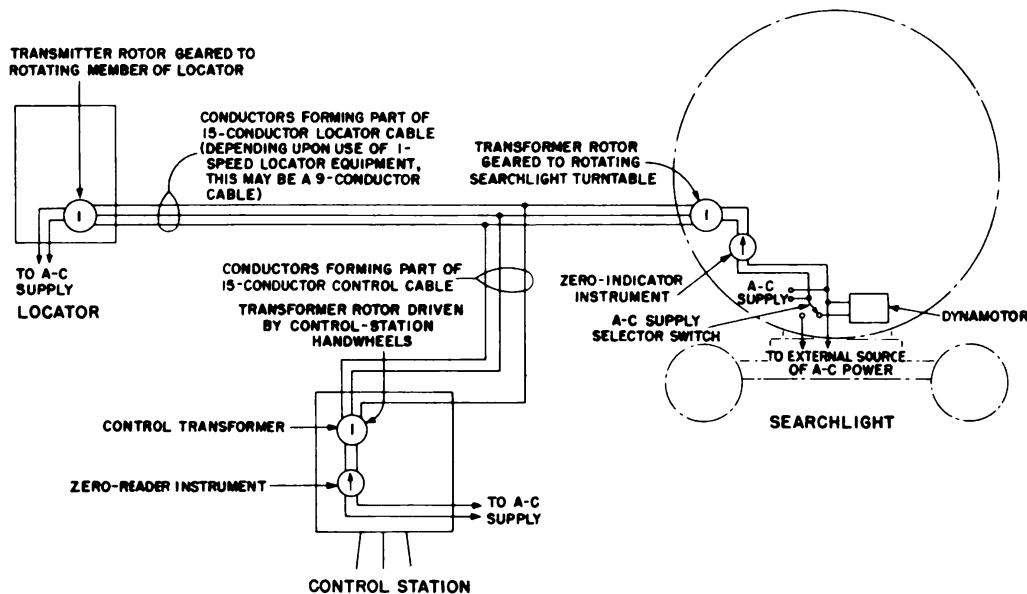 TRANSMITTER ROTOR GEARED TO
ROTATING MEMBER OF LOCATOR
CONDUCTORS FORMING PART OF
15-CONDUCTOR LOCATOR CABLE
(DEPENDING UPON USE OF 1-
SPEED LOCATOR EQUIPMENT,
THIS MAY BE A 9-CONDUCTOR
CABLE)
TRANSFORMER ROTOR
GEARED TO ROTATING
SEARCHLIGHT TURNTABLE
1
1
TO A-C
SUPPLY
LOCATOR
CONDUCTORS FORMING PART OF
15-CONDUCTOR CONTROL CABLE
TRANSFORMER ROTOR DRIVEN
BY CONTROL-STATION
HANDWHEELS
ZERO-INDICATOR
INSTRUMENT
A-C
SUPPLY
A-C SUPPLY
SELECTOR SWITCH
DYNAMOTOR
TO EXTERNAL SOURCE
OF A-C POWER
SEARCHLIGHT
CONTROL TRANSFORMER
1
ZERO-READER INSTRUMENT
TO A-C
SUPPLY
CONTROL STATION